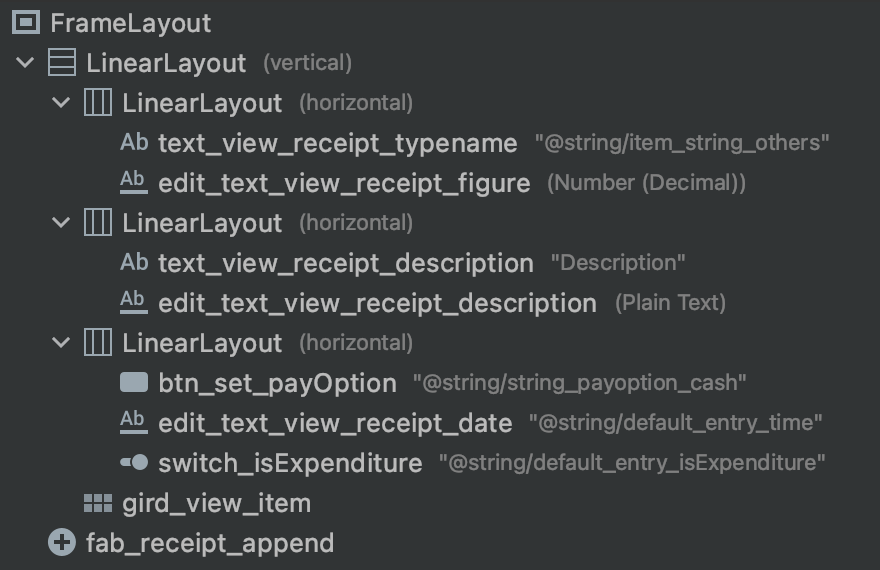 FrameLayout
LinearLayout (vertical)
LinearLayout (horizontal)
Ab text_view_receipt_typename "@string/item_string_others"
Ab edit_text_view_receipt_figure (Number (Decimal))
LinearLayout (horizontal)
Ab text_view_receipt_description "Description"
Ab edit_text_view_receipt_description (Plain Text)
LinearLayout (horizontal)
btn_set_payOption "@string/string_payoption_cash"
Ab edit_text_view_receipt_date "@string/default_entry_time"
switch_isExpenditure "@string/default_entry_isExpenditure"
gird_view_item
fab_receipt_append